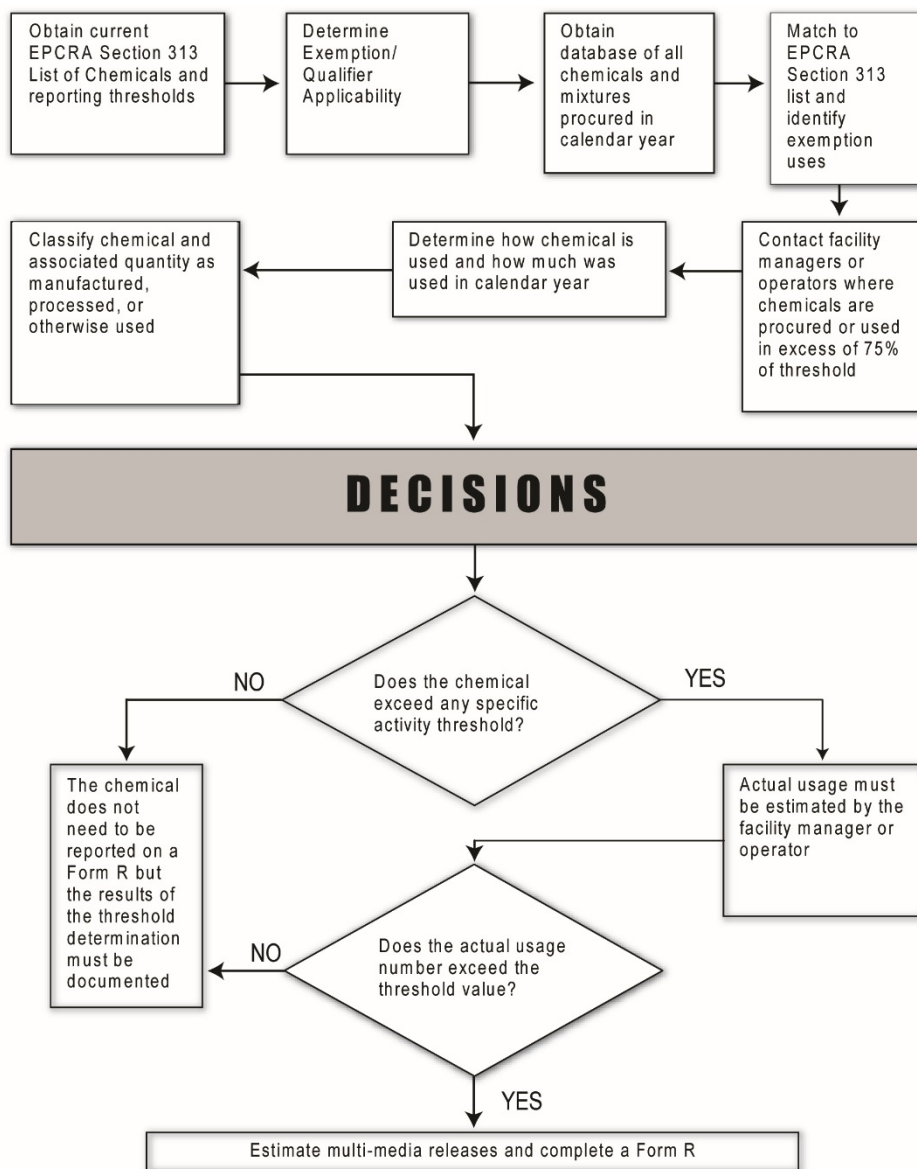 Obtain current
EPCRA Section 313
List of Chemicals and
reporting thresholds
Determine
Exemption/
Qualifier
Applicability
Obtain
database of all
chemicals and
mixtures
procured in
calendar year
Match to
EPCRA
Section 313
list and
identify
exemption
uses
Contact facility
managers or
operators where
chemicals are
procured or used
in excess of 75%
of threshold
Determine how chemical is
used and how much was
used in calendar year
Classify chemical and
associated quantity as
manufactured,
processed, or
otherwise used
DECISIONS
Does the chemical
exceed any specific
activity threshold?
NO
YES
The chemical
does not
need to be
reported on a
Form R but
the results of
the threshold
determination
must be
documented
Actual usage must
be estimated by the
facility manager or
operator
Does the actual usage
number exceed the
threshold value?
NO
YES
Estimate multi-media releases and complete a Form R